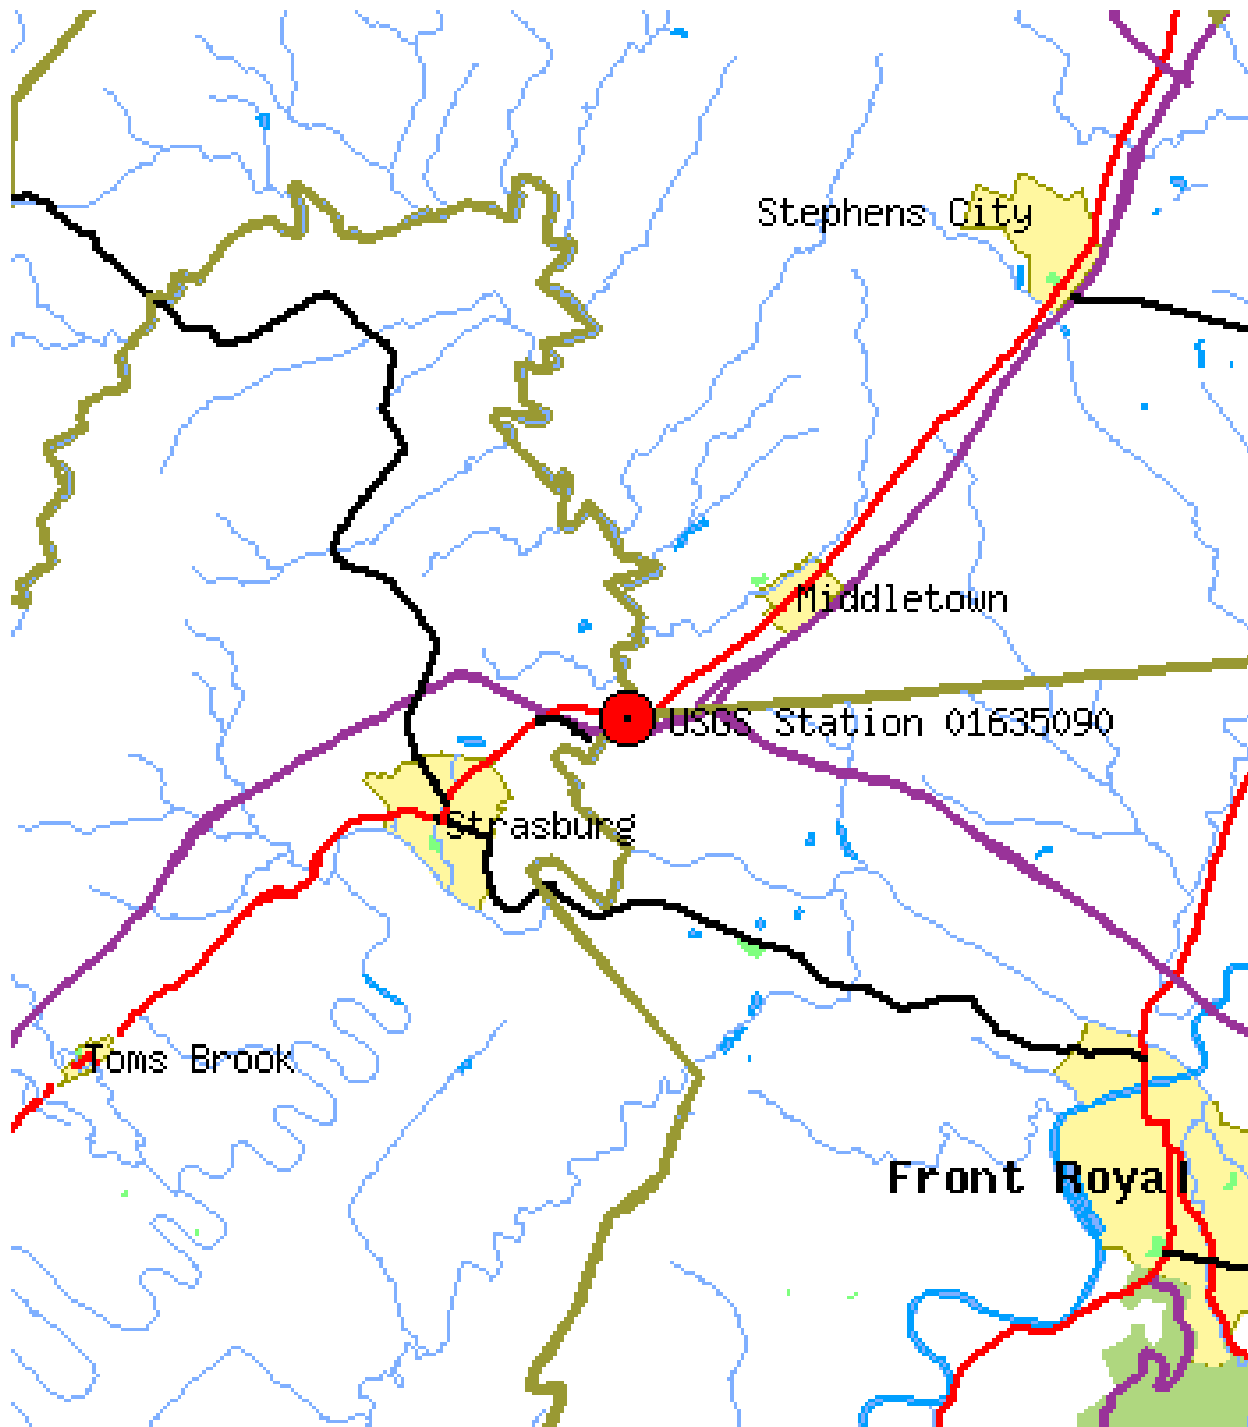 Stephens City
Middletown
USGS Station 01635090
Strasburg
Toms Brook
Front Royal